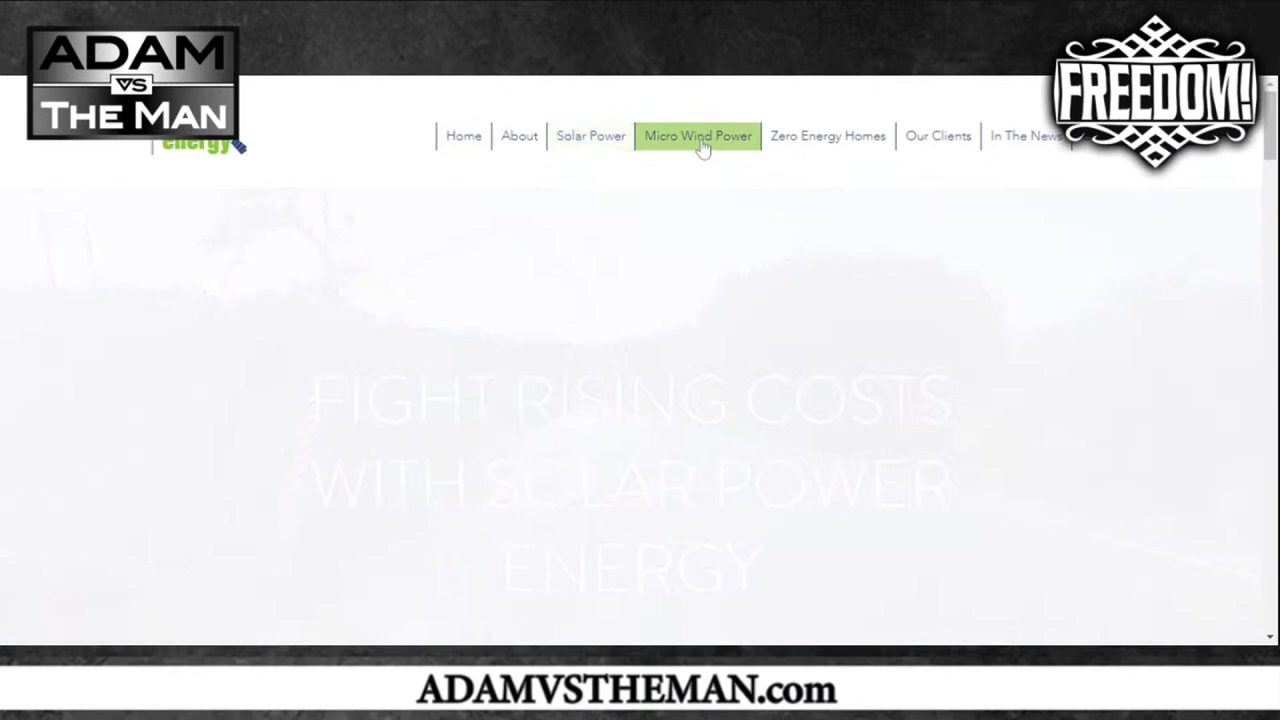 ADAM
VS
THE MAN
FREEDOM!
energy
Home
About
Solar Power
Micro Wind Power
Zero Energy Homes
Our Clients
In The News
FIGHT RISING COSTS
WITH SOLAR POWER
ENERGY
ADAMVSTHEMAN.com